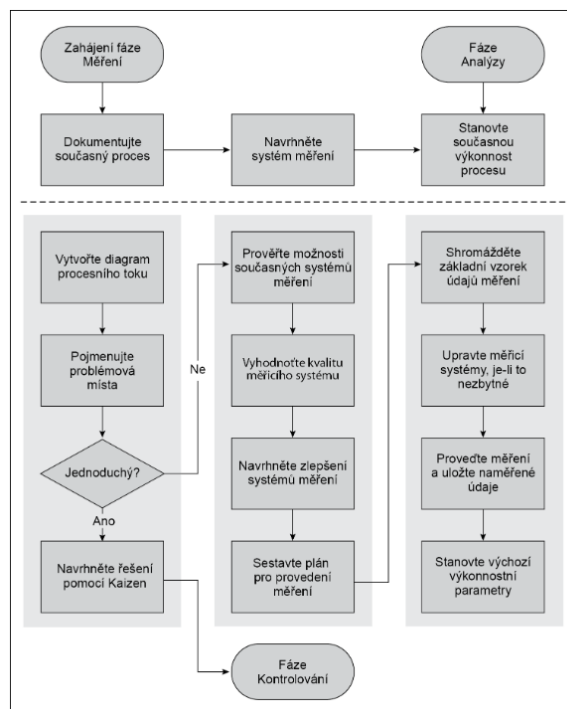 Zahájení fáze
Měření
Fáze
Analýzy
Dokumentujte
současný proces
Navrhněte
systém měření
Stanovte
současnou
výkonnost
procesu
Vytvořte diagram
procesního toku
Pojmenujte
problémová
místa
Jednoduchý?
Ne
Ano
Navrhněte řešení
pomocí Kaizen
Prověřte možnosti
současných systémů
měření
Vyhodnoťte kvalitu
měřicího systému
Navrhněte zlepšení
systémů měření
Sestavte plán
pro provedení
měření
Shromážděte
základní vzorek
údajů měření
Upravte měřicí
systémy, je-li to
nezbytné
Proveďte měření
a uložte naměřené
údaje
Stanovte výchozí
výkonnostní
parametry
Fáze
Kontrolování